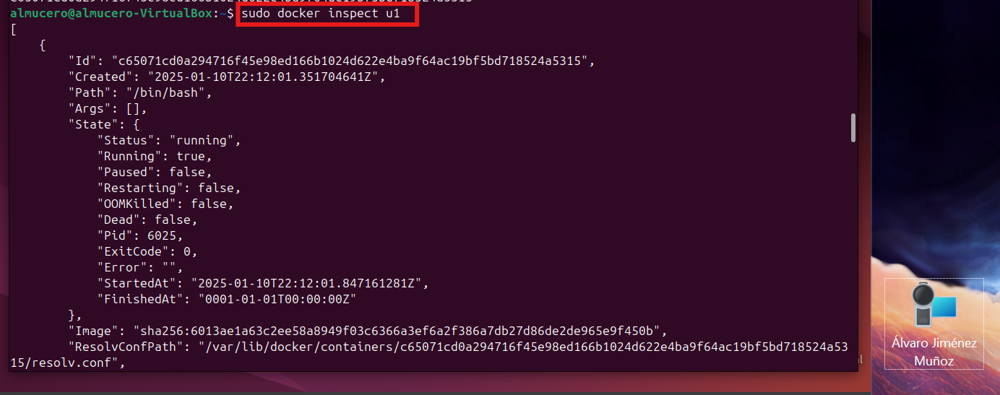 almucero@almucero-VirtualBox:~$ sudo docker inspect u1
[
    {
        "Id": "c65071cd0a294716f45e98ed166b1024d622e4ba9f64ac19bf5bd718524a5315",
        "Created": "2025-01-10T22:12:01.351704641Z",
        "Path": "/bin/bash",
        "Args": [],
        "State": {
            "Status": "running",
            "Running": true,
            "Paused": false,
            "Restarting": false,
            "OOMKilled": false,
            "Dead": false,
            "Pid": 6025,
            "ExitCode": 0,
            "Error": "",
            "StartedAt": "2025-01-10T22:12:01.847161281Z",
            "FinishedAt": "0001-01-01T00:00:00Z"
        },
        "Image": "sha256:6013ae1a63c2ee58a8949f03c6366a3ef6a2f386a7db27d86de2de965e9f450b",
        "ResolvConfPath": "/var/lib/docker/containers/c65071cd0a294716f45e98ed166b1024d622e4ba9f64ac19bf5bd718524a53
15/resolv.conf",
Álvaro Jiménez
Muñoz